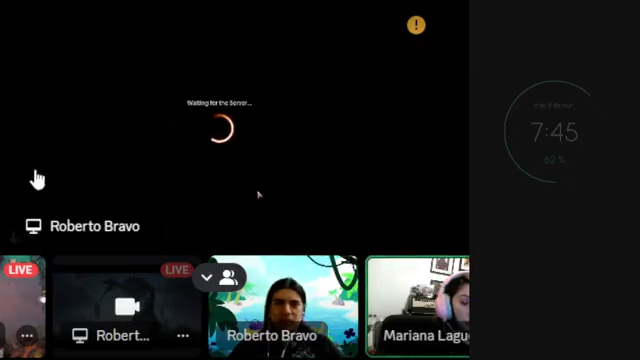 Waiting for the Server...
7:45
62 %
Roberto Bravo
LIVE
LIVE
Robert...
Roberto Bravo
Mariana Lagu